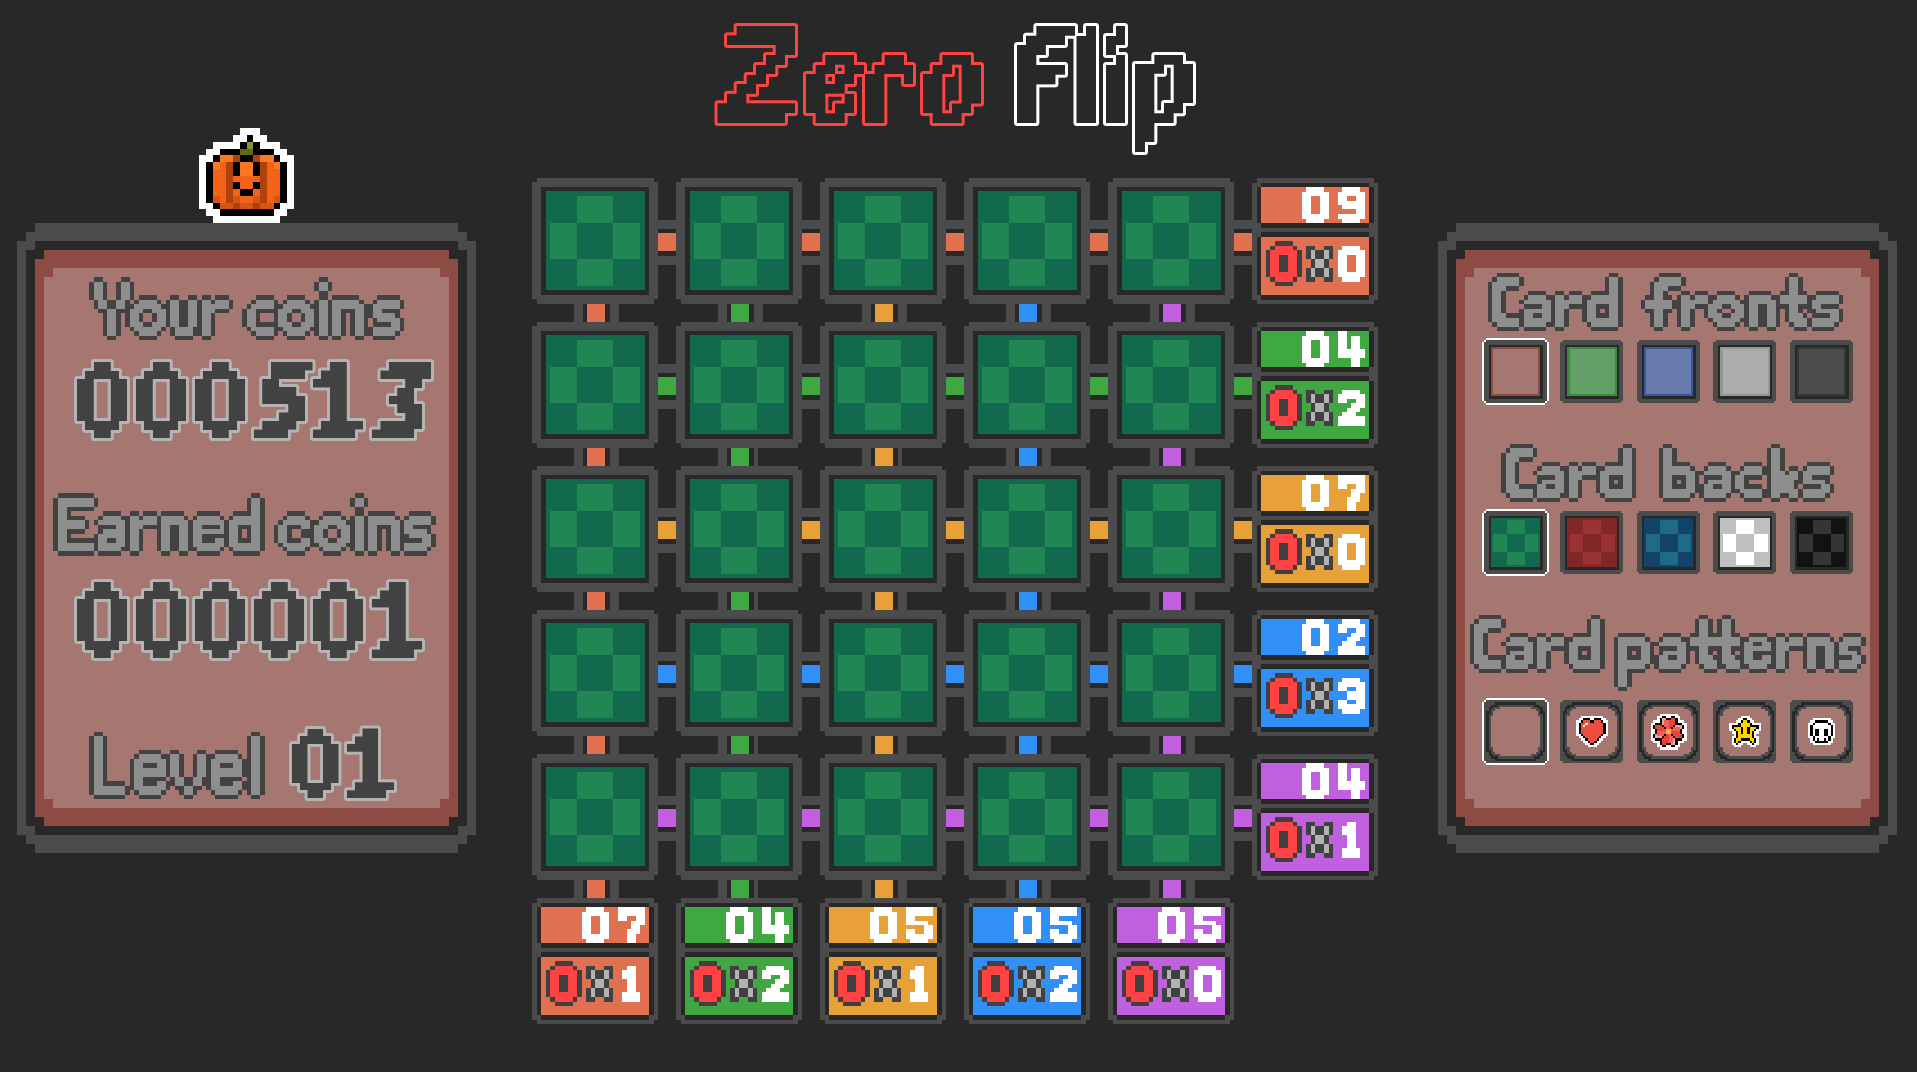 Zero Flip
Your coins
000513
Earned coins
000001
Level 01
09
0x0
04
0x2
07
0x0
02
0x3
04
0x1
07
0x1
04
0x2
05
0x1
05
0x2
05
0x0
Card fronts
Card backs
Card patterns